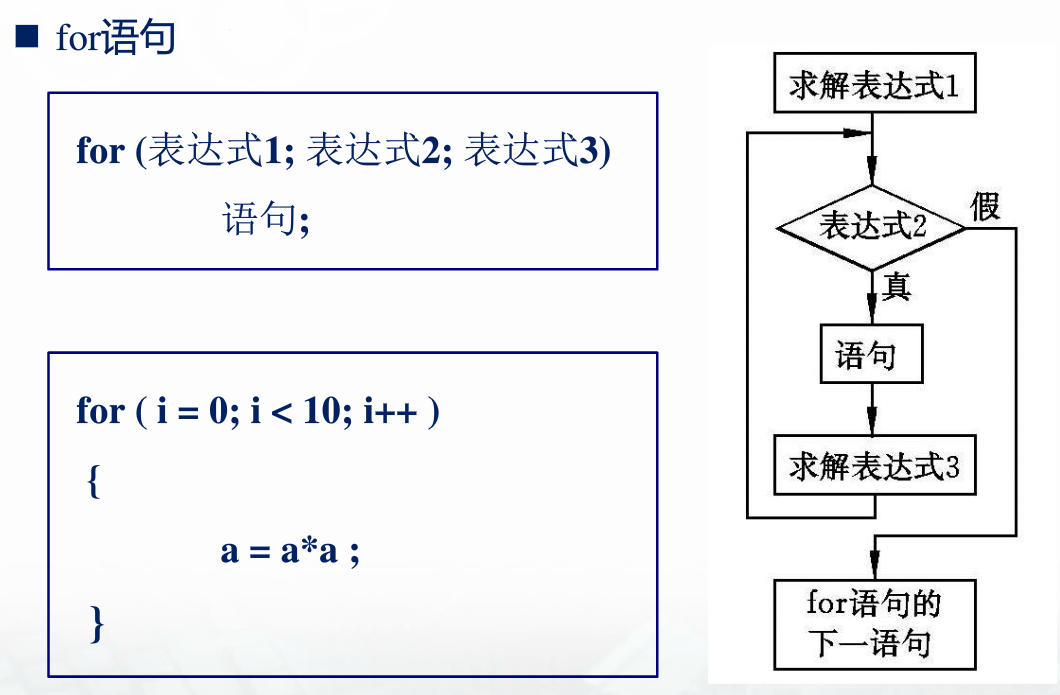 for语句
for (表达式1; 表达式2; 表达式3)
语句;
for ( i = 0; i < 10; i++ )
{
a = a*a ;
}
求解表达式1
表达式2
假
真
语句
求解表达式3
for语句的
下一语句